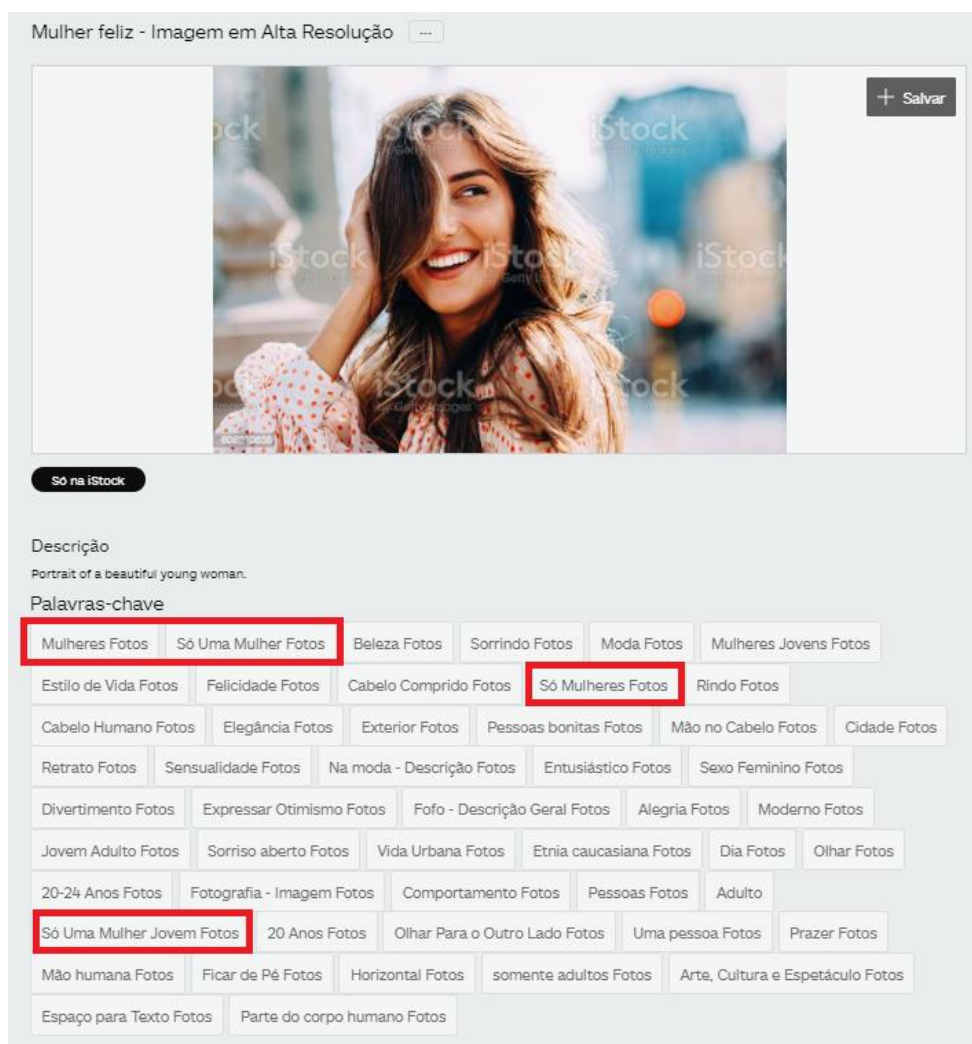 Mulher feliz - Imagem em Alta Resolução ...
+ Salvar
iStock
iStock
iStock
iStock
iStock
Só na iStock
Descrição
Portrait of a beautiful young woman.
Palavras-chave
Mulheres Fotos Só Uma Mulher Fotos Beleza Fotos Sorrindo Fotos Moda Fotos Mulheres Jovens Fotos
Estilo de Vida Fotos Felicidade Fotos Cabelo Comprido Fotos Só Mulheres Fotos Rindo Fotos
Cabelo Humano Fotos Elegância Fotos Exterior Fotos Pessoas bonitas Fotos Mão no Cabelo Fotos Cidade Fotos
Retrato Fotos Sensualidade Fotos Na moda - Descrição Fotos Entusiástico Fotos Sexo Feminino Fotos
Divertimento Fotos Expressar Otimismo Fotos Fofo - Descrição Geral Fotos Alegria Fotos Moderno Fotos
Jovem Adulto Fotos Sorriso aberto Fotos Vida Urbana Fotos Etnia caucasiana Fotos Dia Fotos Olhar Fotos
20-24 Anos Fotos Fotografia - Imagem Fotos Comportamento Fotos Pessoas Fotos Adulto
Só Uma Mulher Jovem Fotos 20 Anos Fotos Olhar Para o Outro Lado Fotos Uma pessoa Fotos Prazer Fotos
Mão humana Fotos Ficar de Pé Fotos Horizontal Fotos somente adultos Fotos Arte, Cultura e Espetáculo Fotos
Espaço para Texto Fotos Parte do corpo humano Fotos